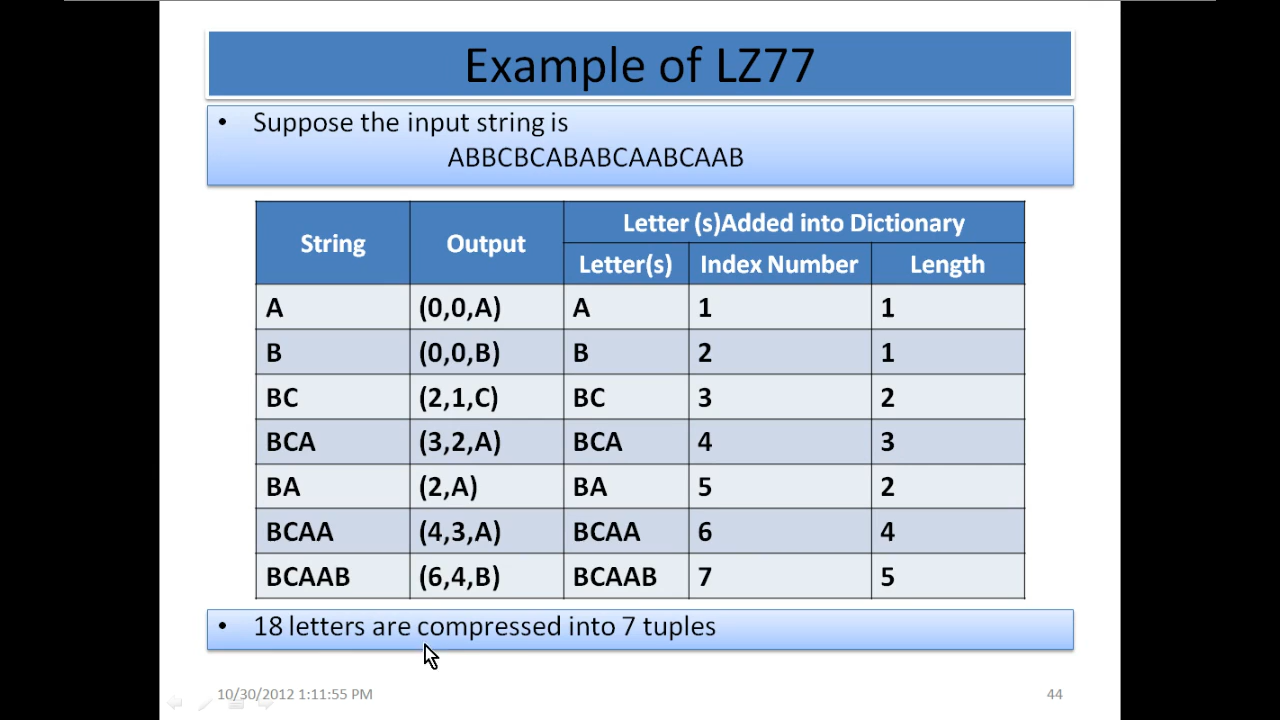 Example of LZ77
• Suppose the input string is
ABBCBCABABCAABCAAB
String Output Letter (s)Added into Dictionary
Letter(s) Index Number Length
A (0,0,A) A 1 1
B (0,0,B) B 2 1
BC (2,1,C) BC 3 2
BCA (3,2,A) BCA 4 3
BA (2,A) BA 5 2
BCAA (4,3,A) BCAA 6 4
BCAAB (6,4,B) BCAAB 7 5
• 18 letters are compressed into 7 tuples
10/30/2012 1:11:55 PM 44